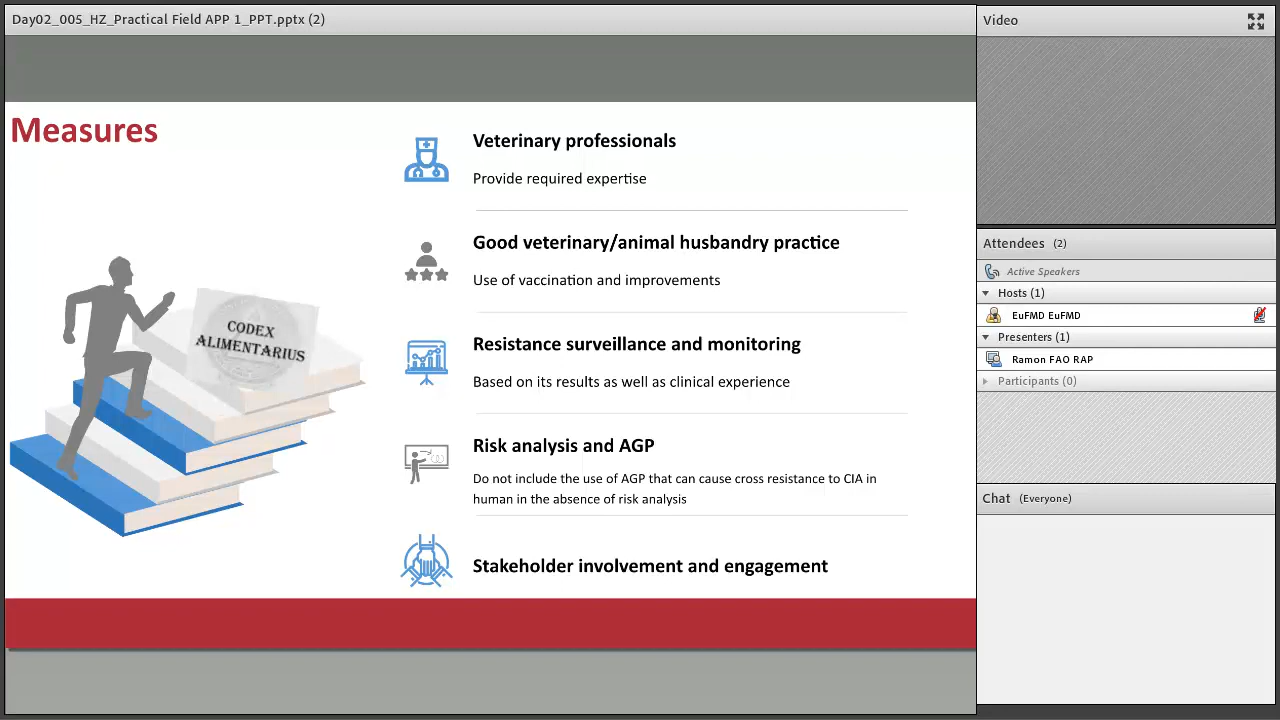 Day02_005_HZ_Practical Field APP 1_PPT.pptx (2)
Measures
CODEX
ALIMENTARIUS
Veterinary professionals
Provide required expertise
Good veterinary/animal husbandry practice
Use of vaccination and improvements
Resistance surveillance and monitoring
Based on its results as well as clinical experience
Risk analysis and AGP
Do not include the use of AGP that can cause cross resistance to CIA in
human in the absence of risk analysis
Stakeholder involvement and engagement
Video
Attendees (2)
Active Speakers
Hosts (1)
EuFMD EuFMD
Presenters (1)
Ramon FAO RAP
Participants (0)
Chat (Everyone)